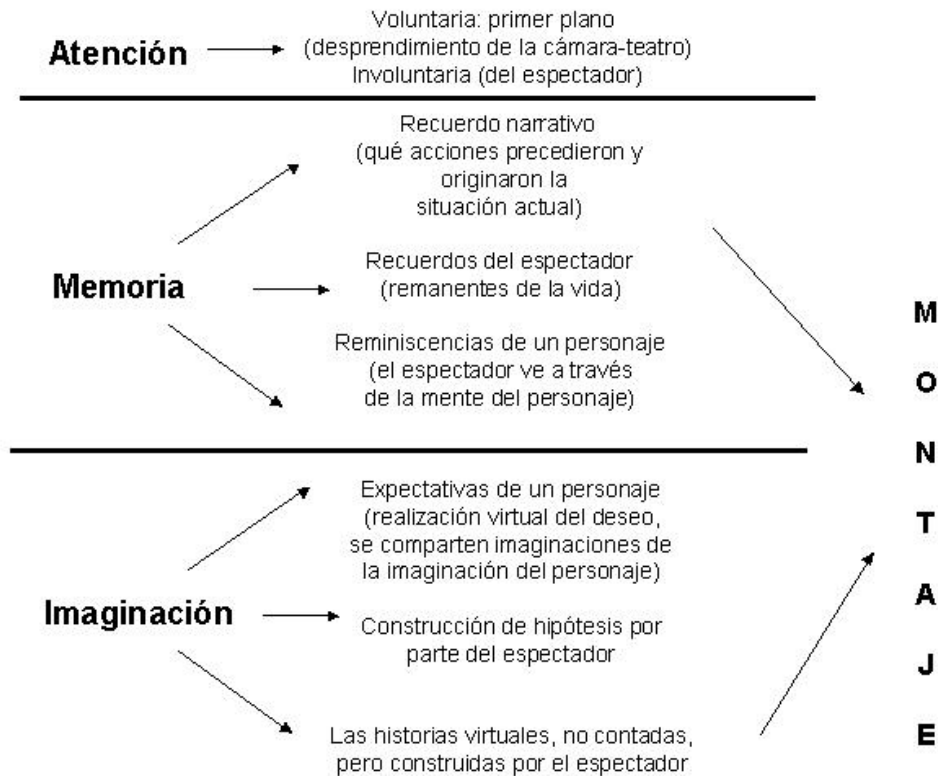 Atención
Voluntaria: primer plano
(desprendimiento de la cámara-teatro)
Involuntaria (del espectador)
Memoria
Recuerdo narrativo
(qué acciones precedieron y
originaron la
situación actual)
Recuerdos del espectador
(remanentes de la vida)
Reminiscencias de un personaje
(el espectador ve a través
de la mente del personaje)
Imaginación
Expectativas de un personaje
(realización virtual del deseo,
se comparten imaginaciones de
la imaginación del personaje)
Construcción de hipótesis por
parte del espectador
Las historias virtuales, no contadas,
pero construidas por el espectador
M
O
N
T
A
J
E